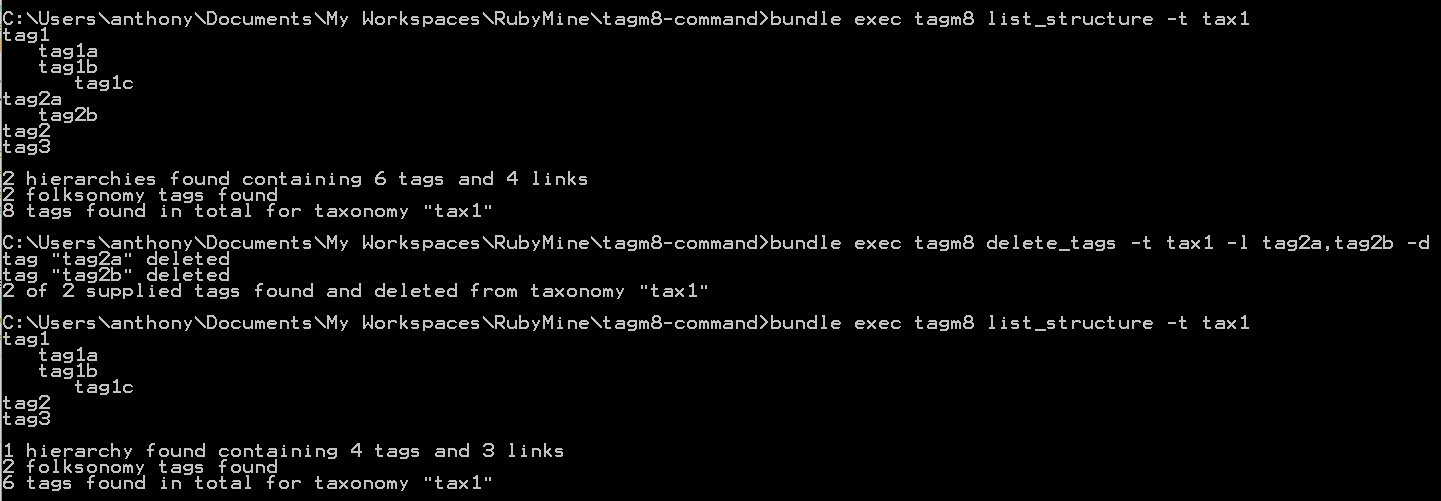 C:\Users\anthony\Documents\My Workspaces\RubyMine\tagm8-command>bundle exec tagm8 list_structure -t tax1
tag1
   tag1a
   tag1b
      tag1c
tag2a
   tag2b
tag2
tag3
2 hierarchies found containing 6 tags and 4 links
2 folksonomy tags found
8 tags found in total for taxonomy "tax1"
C:\Users\anthony\Documents\My Workspaces\RubyMine\tagm8-command>bundle exec tagm8 delete_tags -t tax1 -l tag2a,tag2b -d
tag "tag2a" deleted
tag "tag2b" deleted
2 of 2 supplied tags found and deleted from taxonomy "tax1"
C:\Users\anthony\Documents\My Workspaces\RubyMine\tagm8-command>bundle exec tagm8 list_structure -t tax1
tag1
   tag1a
   tag1b
      tag1c
tag2
tag3
1 hierarchy found containing 4 tags and 3 links
2 folksonomy tags found
6 tags found in total for taxonomy "tax1"